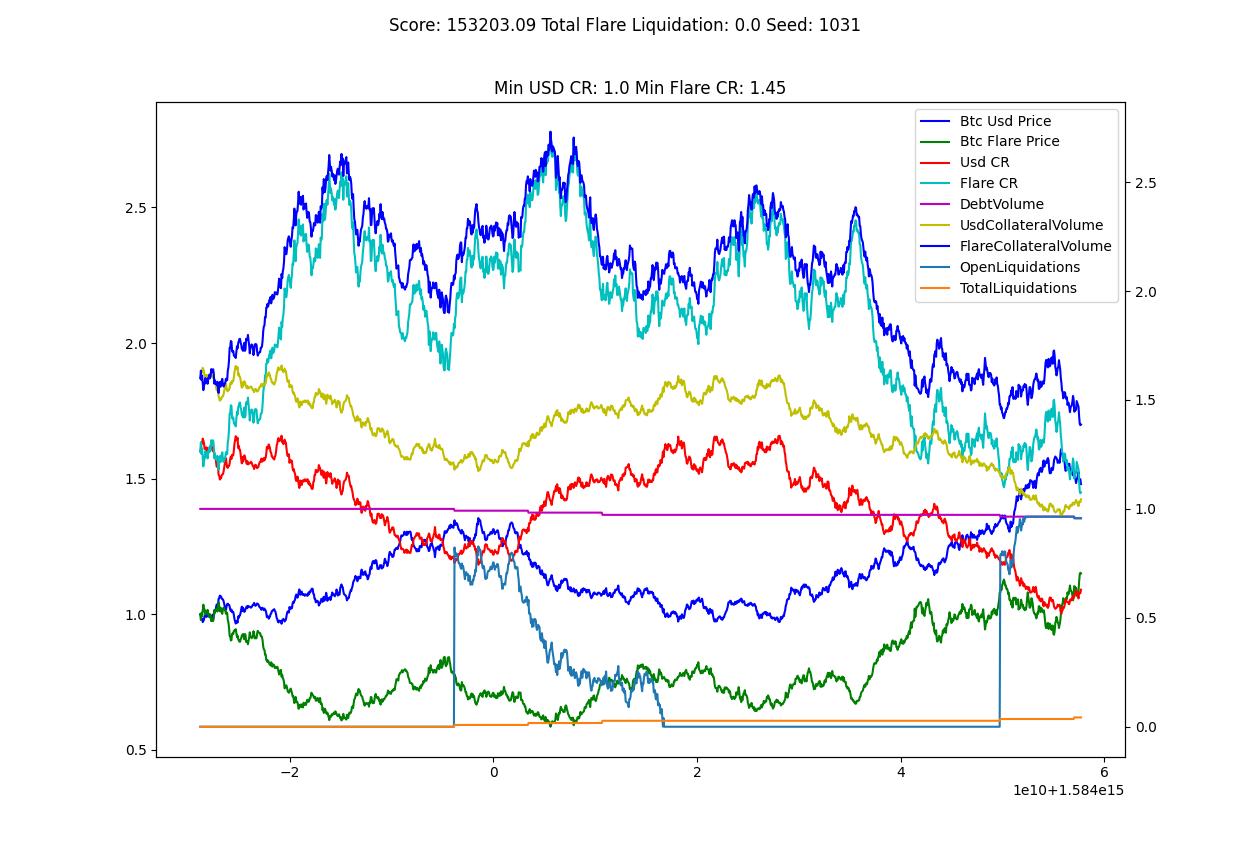 Score: 153203.09 Total Flare Liquidation: 0.0 Seed: 1031
Min USD CR: 1.0 Min Flare CR: 1.45
Btc Usd Price
Btc Flare Price
Usd CR
Flare CR
DebtVolume
UsdCollateralVolume
FlareCollateralVolume
OpenLiquidations
TotalLiquidations
2.5
2.0
1.5
1.0
0.5
2.5
2.0
1.5
1.0
0.5
0.0
−2
0
2
4
6
1e10+1.584e15